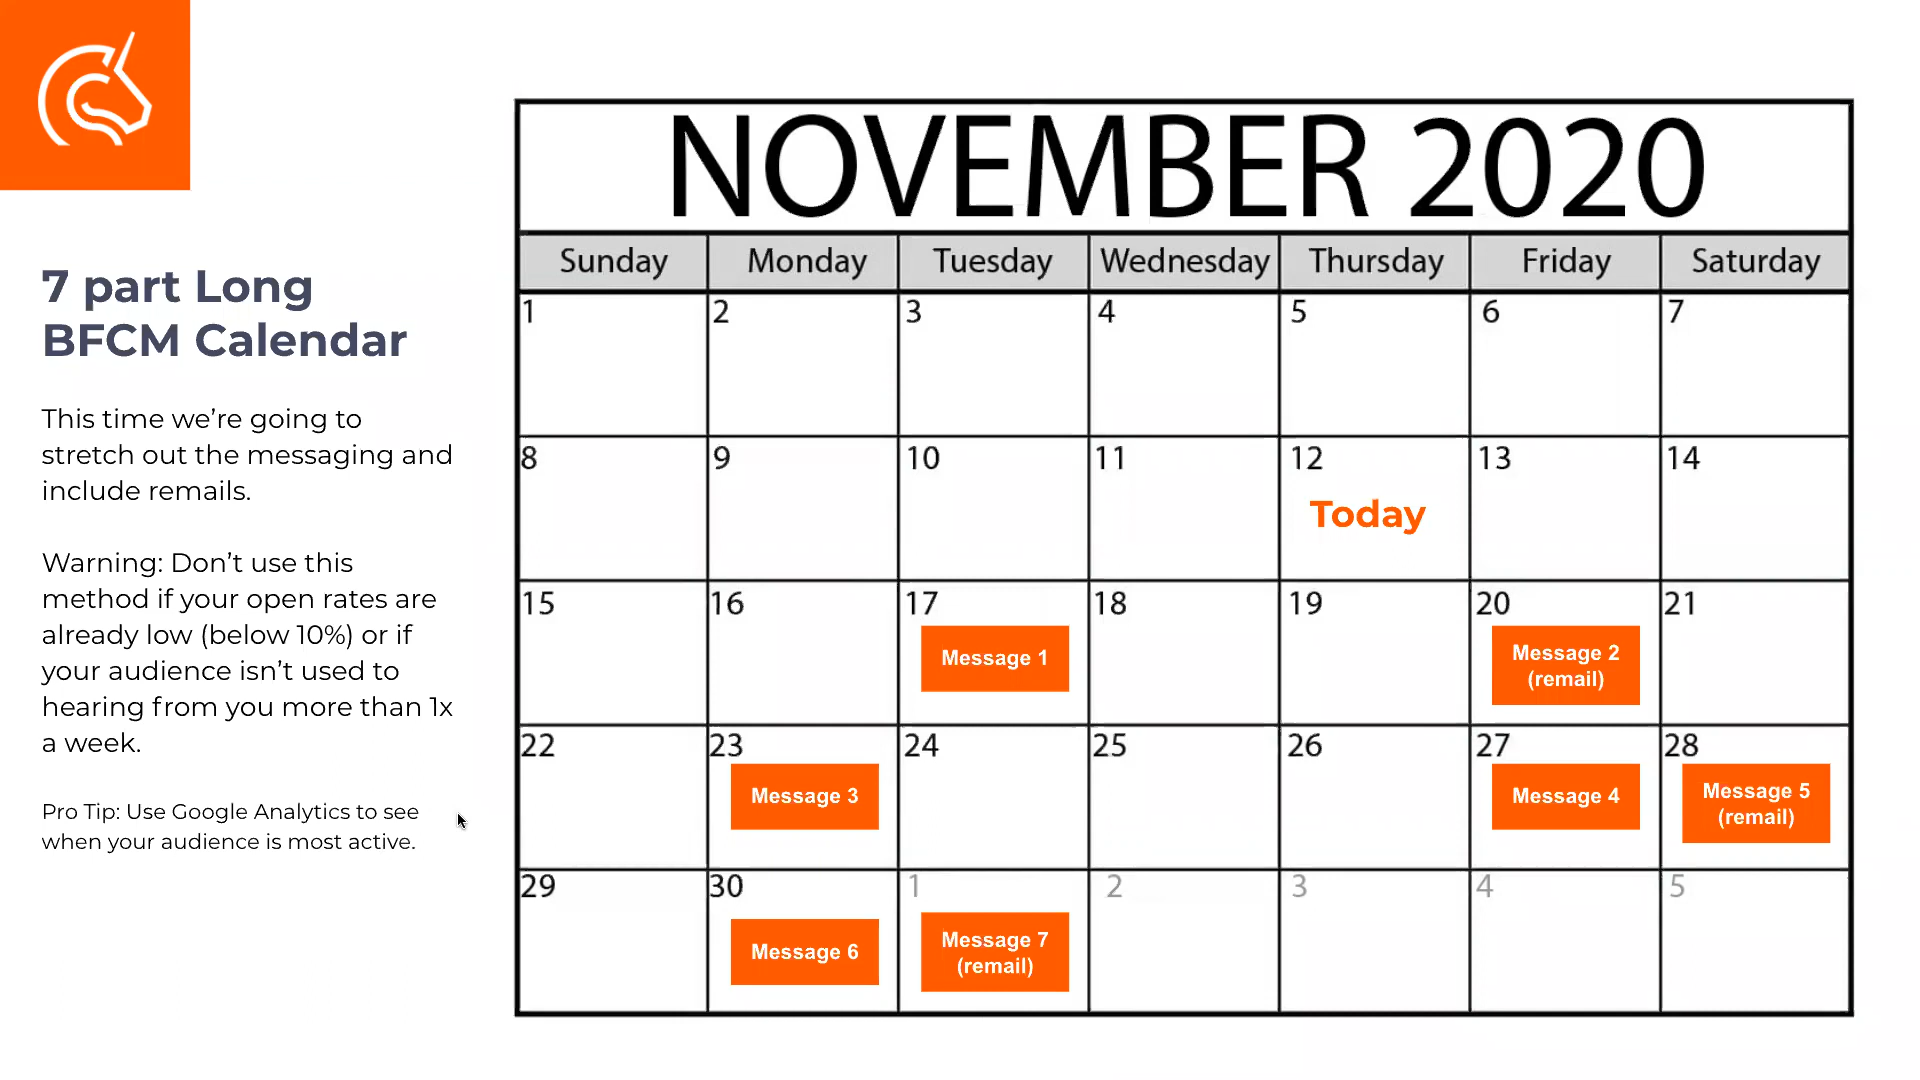 7 part Long
BFCM Calendar
This time we’re going to
stretch out the messaging and
include remails.
Warning: Don’t use this
method if your open rates are
already low (below 10%) or if
your audience isn’t used to
hearing from you more than 1x
a week.
Pro Tip: Use Google Analytics to see
when your audience is most active.
NOVEMBER 2020
Sunday Monday Tuesday Wednesday Thursday Friday Saturday
1 2 3 4 5 6 7
8 9 10 11 12 13 14
Today
15 16 17 18 19 20 21
Message 1
Message 2
(remail)
22 23 24 25 26 27 28
Message 3
Message 4
Message 5
(remail)
29 30 1 2 3 4 5
Message 6
Message 7
(remail)